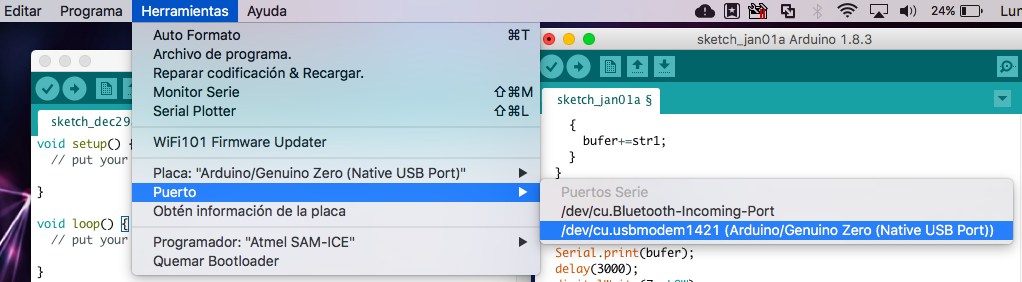 Editar Programa Herramientas Ayuda 24% Lun
Auto Formato ⌘T
Archivo de programa.
Reparar codificación & Recargar.
Monitor Serie ⇧⌘M
Serial Plotter ⇧⌘L
WiFi101 Firmware Updater
Placa: "Arduino/Genuino Zero (Native USB Port)"
Puerto
Obtén información de la placa
Programador: "Atmel SAM-ICE"
Quemar Bootloader
sketch_dec29
void setup() {
// put your
}
void loop() {
// put your
}
sketch_jan01a Arduino 1.8.3
sketch_jan01a §
{
bufer+=str1;
}
}
Puertos Serie
/dev/cu.Bluetooth-Incoming-Port
/dev/cu.usbmodem1421 (Arduino/Genuino Zero (Native USB Port))
Serial.print(bufer);
delay(3000);